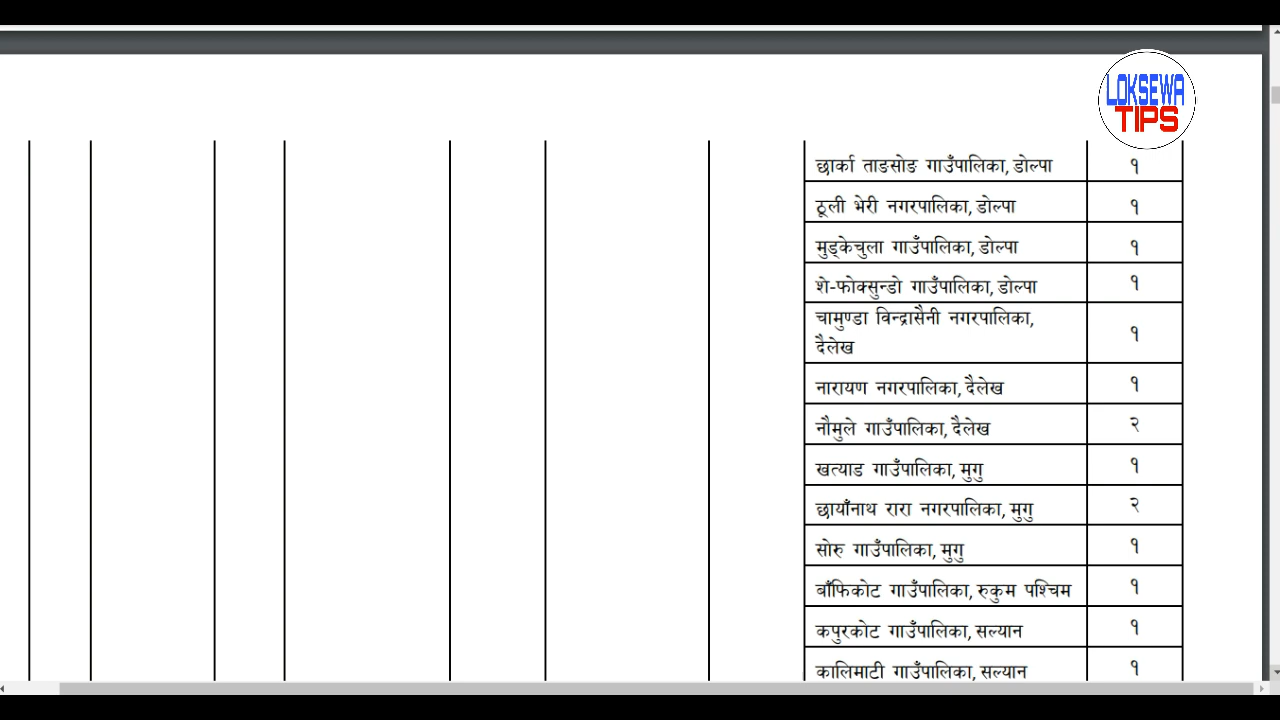 LOKSEWA
TIPS
छार्का ताङसोङ गाउँपालिका, डोल्पा १
ठूली भेरी नगरपालिका, डोल्पा १
मुड्केचुला गाउँपालिका, डोल्पा १
शे-फोक्सुन्डो गाउँपालिका, डोल्पा १
चामुण्डा विन्द्रासैनी नगरपालिका,
दैलेख १
नारायण नगरपालिका, दैलेख १
नौमुले गाउँपालिका, दैलेख २
खत्याड गाउँपालिका, मुगु १
छायाँनाथ रारा नगरपालिका, मुगु २
सोरु गाउँपालिका, मुगु १
बाँफिकोट गाउँपालिका, रुकुम पश्चिम १
कपुरकोट गाउँपालिका, सल्यान १
कालिमाटी गाउँपालिका, सल्यान १